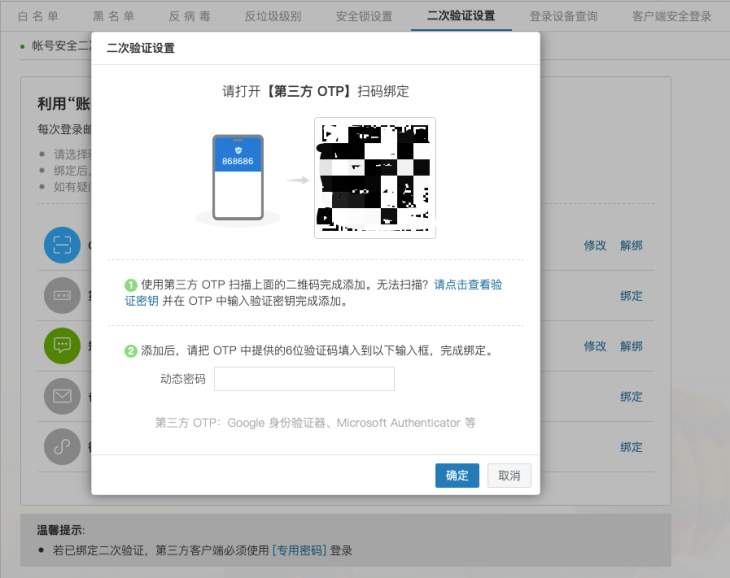 白 名 单 黑 名 单 反 病 毒 反垃圾级别 安全锁设置 二次验证设置 登录设备查询 客户端安全登录
帐号安全二
二次验证设置
请打开【第三方 OTP】扫码绑定
利用“账
每次登录邮
请选择
绑定后,
如有疑
868686
修改 解绑
1 使用第三方 OTP 扫描上面的二维码完成添加。无法扫描？请点击查看验
证密钥 并在 OTP 中输入验证密钥完成添加。
绑定
2 添加后，请把 OTP 中提供的6位验证码填入到以下输入框，完成绑定。
修改 解绑
动态密码
绑定
第三方 OTP：Google 身份验证器、Microsoft Authenticator 等
绑定
确定 取消
温馨提示:
若已绑定二次验证，第三方客户端必须使用 [专用密码] 登录